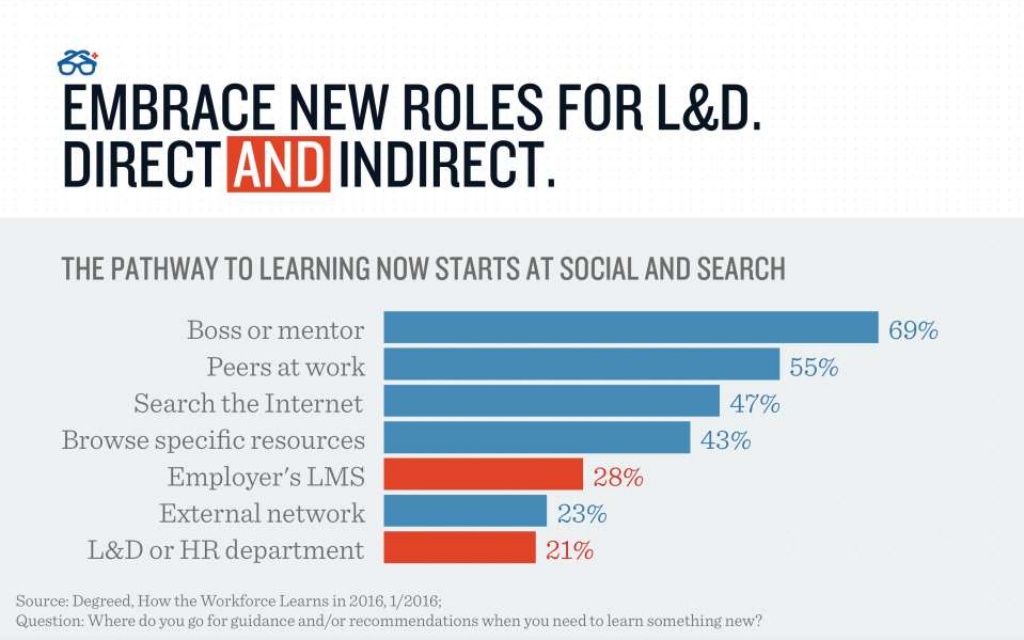 EMBRACE NEW ROLES FOR L&D.
DIRECT AND INDIRECT.
THE PATHWAY TO LEARNING NOW STARTS AT SOCIAL AND SEARCH
Boss or mentor 69%
Peers at work 55%
Search the Internet 47%
Browse specific resources 43%
Employer's LMS 28%
External network 23%
L&D or HR department 21%
Source: Degreed, How the Workforce Learns in 2016, 1/2016;
Question: Where do you go for guidance and/or recommendations when you need to learn something new?